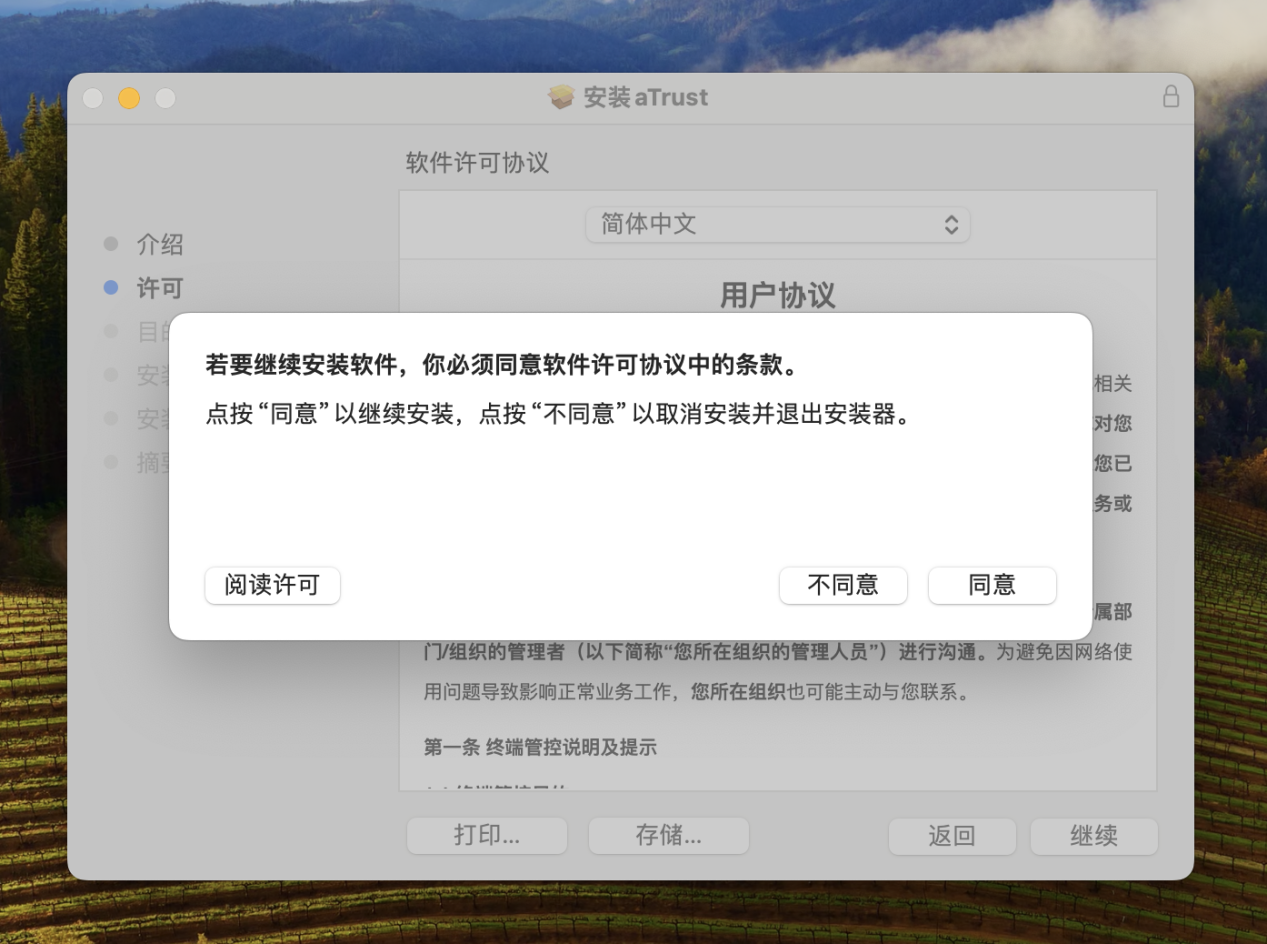 安装 aTrust
软件许可协议
简体中文
介绍
许可
用户协议
若要继续安装软件，你必须同意软件许可协议中的条款。
点按“同意”以继续安装，点按“不同意”以取消安装并退出安装器。
相关
对您
您已
务或
阅读许可
不同意
同意
属部
门/组织的管理者（以下简称“您所在组织的管理人员”）进行沟通。为避免因网络使
用问题导致影响正常业务工作，您所在组织也可能主动与您联系。
第一条 终端管控说明及提示
打印...
存储...
返回
继续